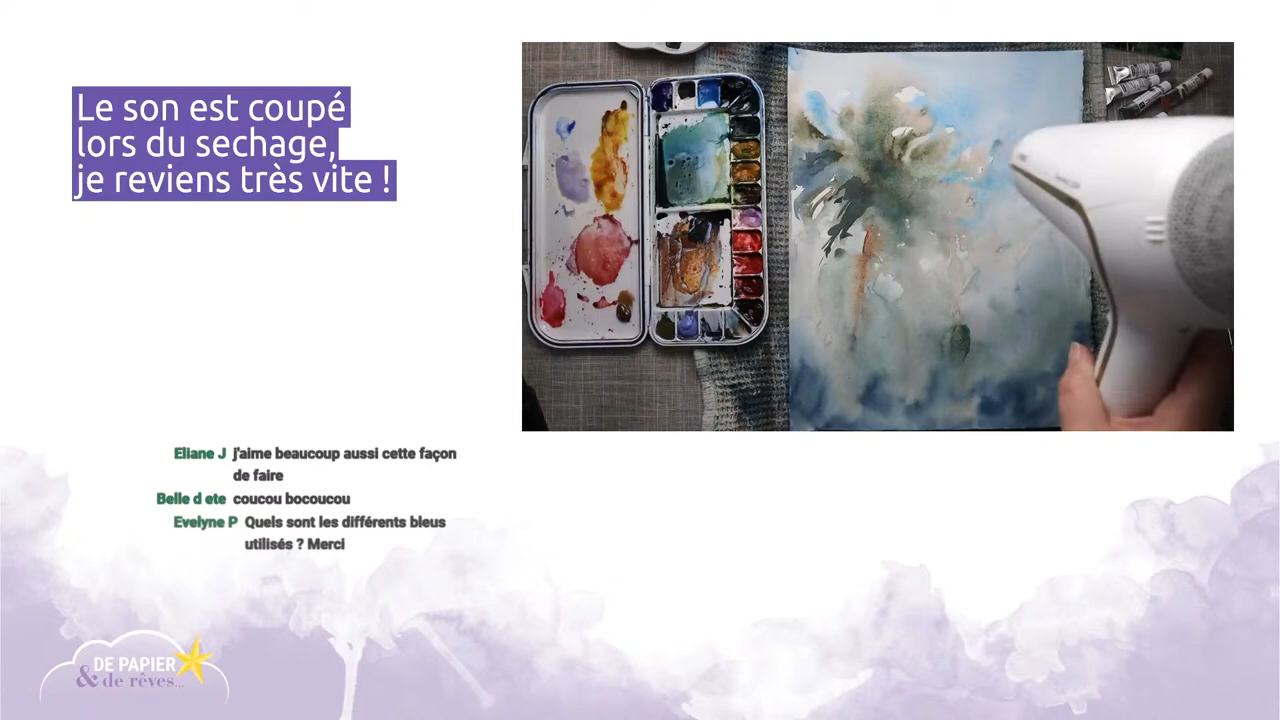 Le son est coupé
lors du sechage,
je reviens très vite !
Eliane J j'aime beaucoup aussi cette façon
de faire
Belle d ete coucou bocoucou
Evelyne P Quels sont les différents bleus
utilisés ? Merci
DE PAPIER
& de rêves...